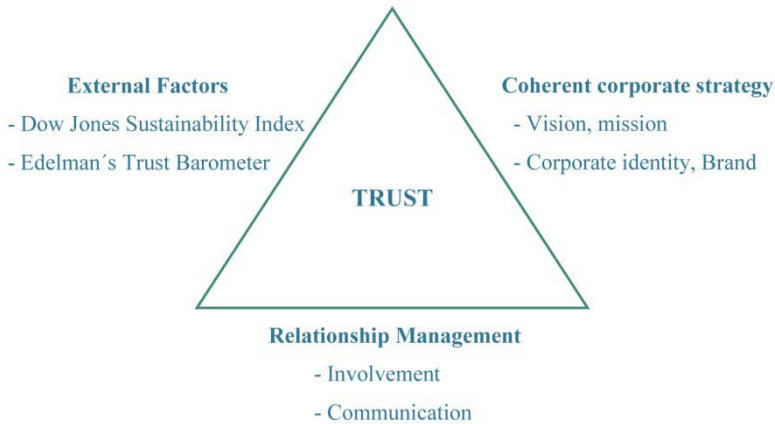 External Factors
- Dow Jones Sustainability Index
- Edelman´s Trust Barometer
Coherent corporate strategy
- Vision, mission
- Corporate identity, Brand
TRUST
Relationship Management
- Involvement
- Communication